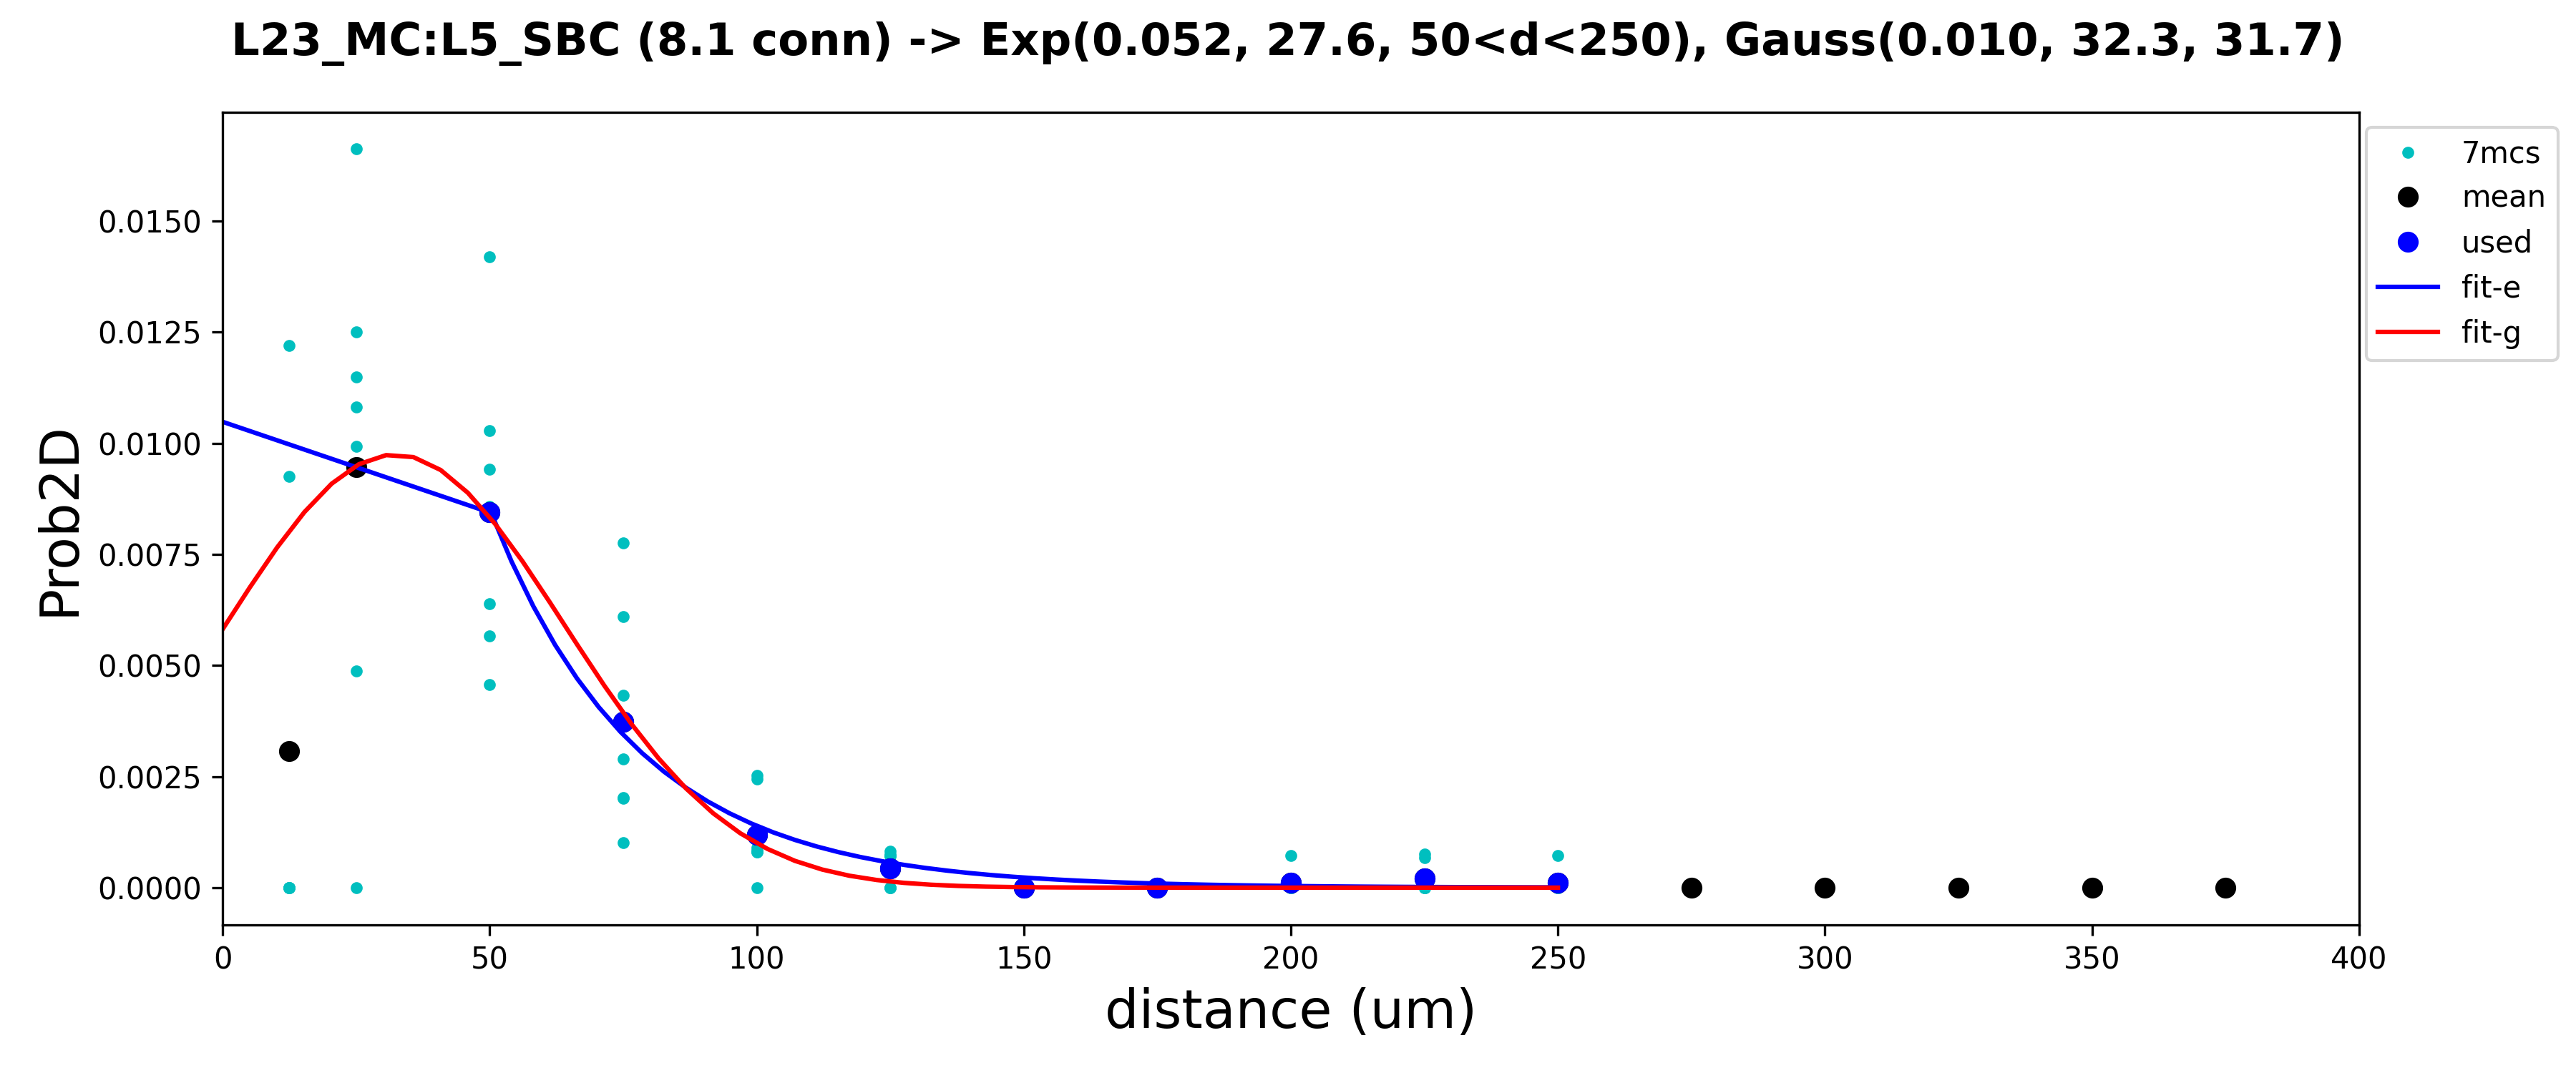 L23_MC:L5_SBC (8.1 conn) -> Exp(0.052, 27.6, 50<d<250), Gauss(0.010, 32.3, 31.7)
7mcs
mean
used
fit-e
fit-g
Prob2D
0.0150
0.0125
0.0100
0.0075
0.0050
0.0025
0.0000
0 50 100 150 200 250 300 350 400
distance (um)